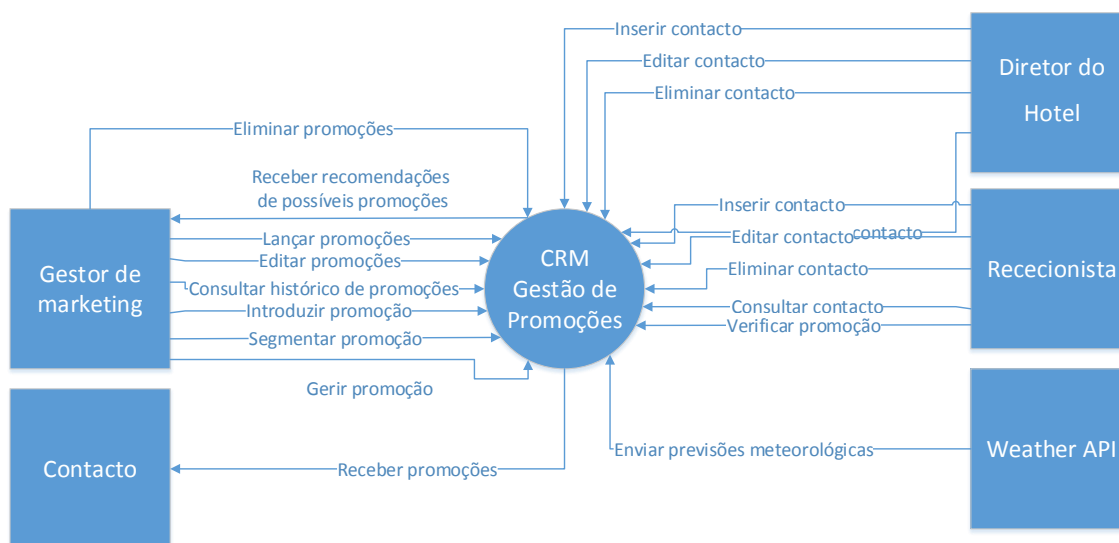 Inserir contacto
Diretor do
Hotel
Editar contacto
Eliminar contacto
Eliminar promoções
Receber recomendações
de possíveis promoções
Gestor de
marketing
Lançar promoções
Editar promoções
Consultar histórico de promoções
Introduzir promoção
Segmentar promoção
Gerir promoção
CRM
Gestão de
Promoções
Inserir contacto
Editar contacto
contacto
Eliminar contacto
Consultar contacto
Verificar promoção
Rececionista
Contacto
Receber promoções
Enviar previsões meteorológicas
Weather API